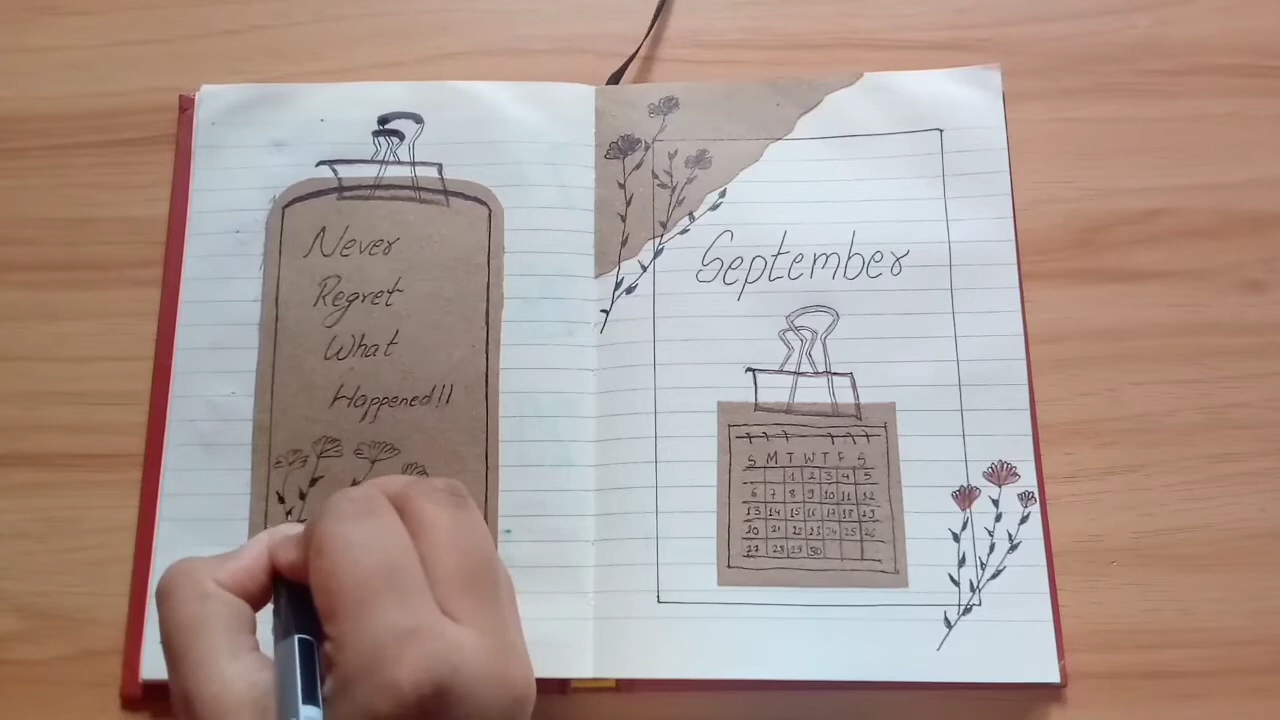 Never
Regret
What
Happened!!
September
S M T W T F S
1 2 3 4 5
6 7 8 9 10 11 12
13 14 15 16 17 18 19
20 21 22 23 24 25 26
27 28 29 30